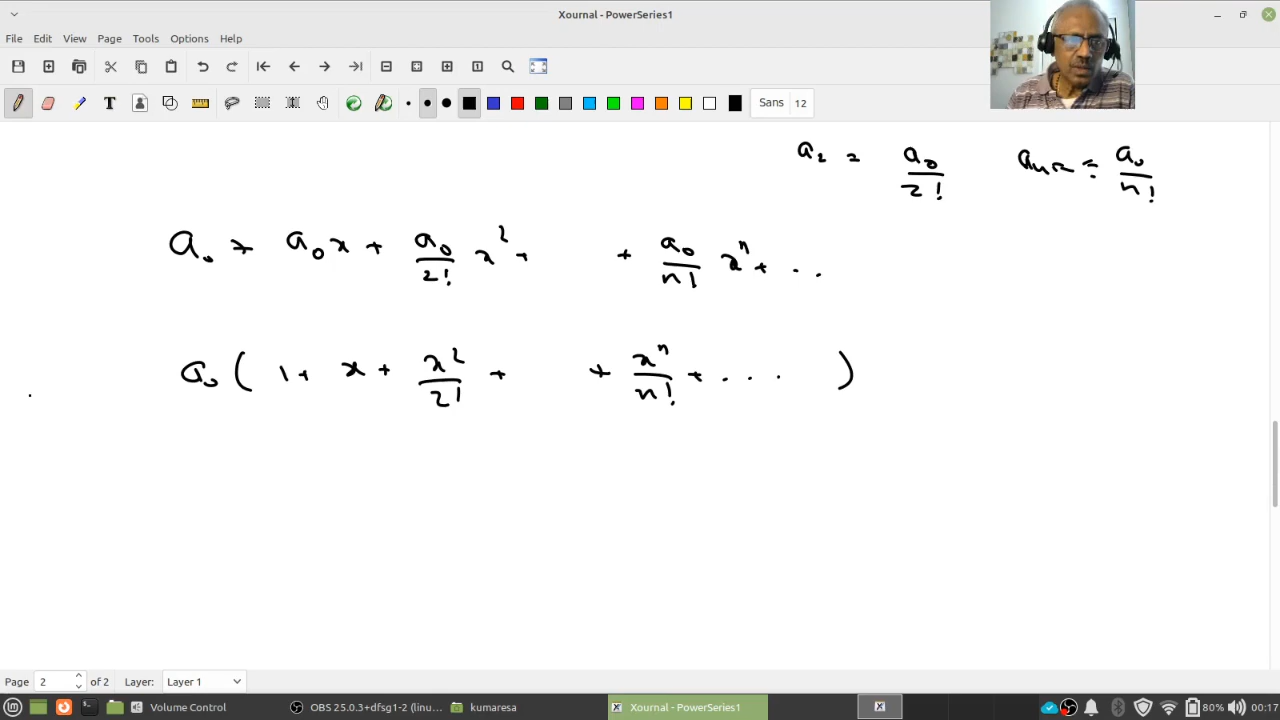 Xournal - PowerSeries1
File Edit View Page Tools Options Help
Sans 12
a₂ = a₀/2! = a₀/n!
a₀ + a₀x + a₀/2! x² + + a₀/n! xⁿ + ..
a₀ ( 1 + x + x²/2! + + xⁿ/n! + ... )
Page 2 of 2 Layer: Layer 1
Volume Control OBS 25.0.3+dfsg1-2 (linu... kumaresa Xournal - PowerSeries1 80% 00:17